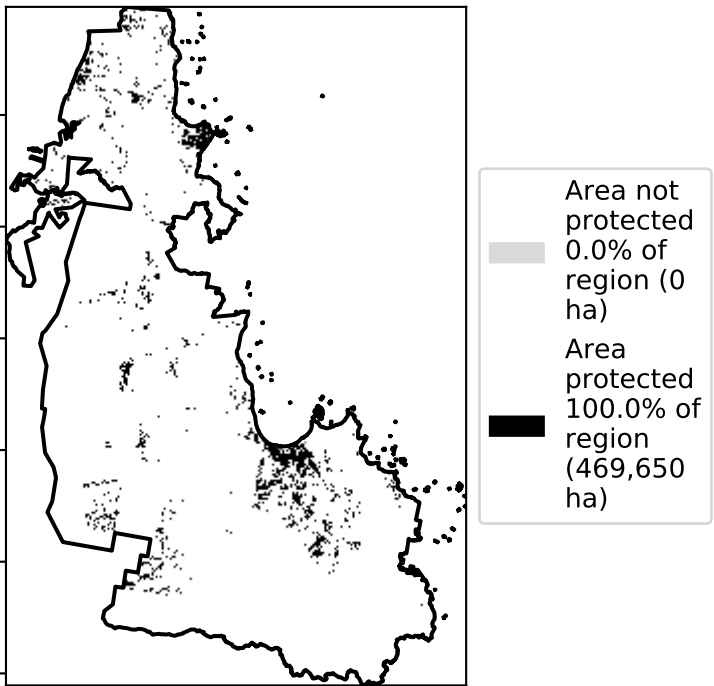 Area not
protected
0.0% of
region (0
ha)
Area
protected
100.0% of
region
(469,650
ha)